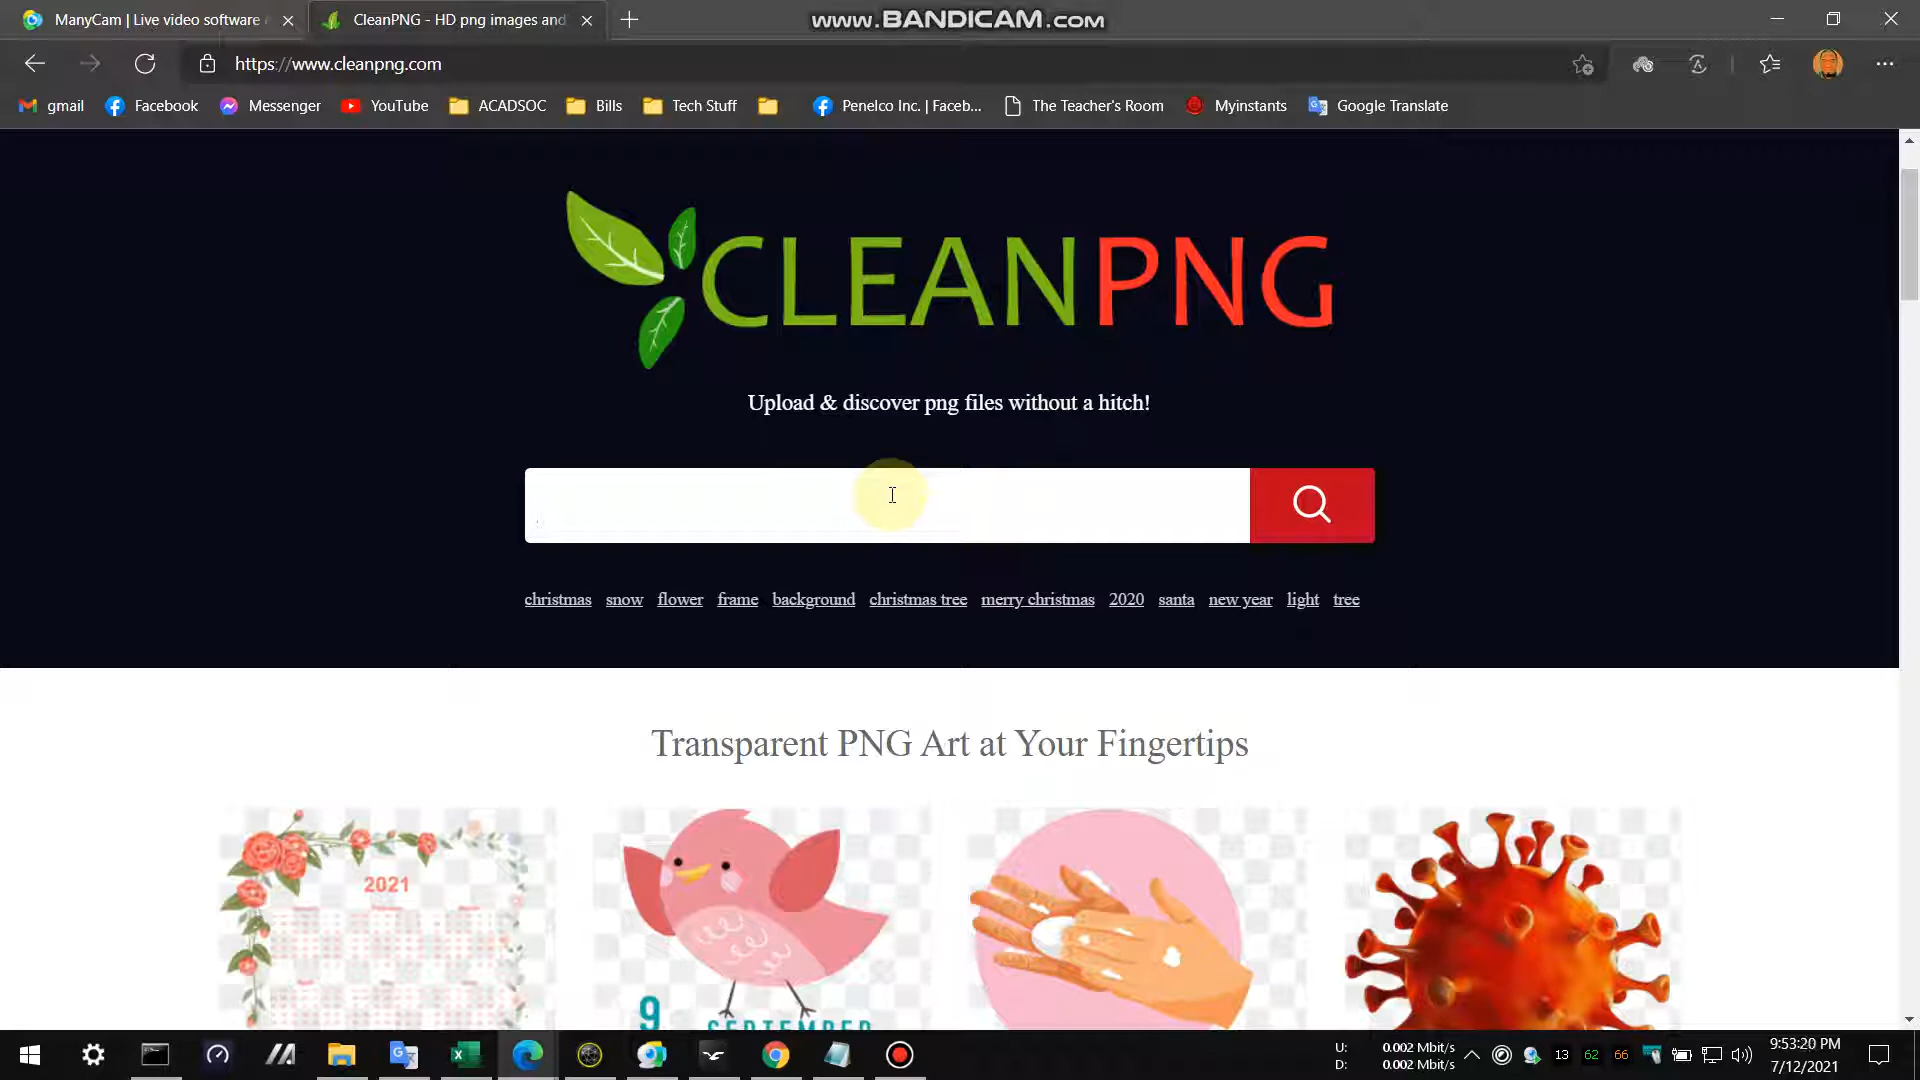 ManyCam | Live video software
CleanPNG - HD png images and
www.BANDICAM.com
https://www.cleanpng.com
gmail
Facebook
Messenger
YouTube
ACADSOC
Bills
Tech Stuff
Penelco Inc. | Faceb...
The Teacher's Room
Myinstants
Google Translate
CLEANPNG
Upload & discover png files without a hitch!
christmas snow flower frame background christmas tree merry christmas 2020 santa new year light tree
Transparent PNG Art at Your Fingertips
2021
9
SEPTEMBER
U: 0.002 Mbit/s
D: 0.002 Mbit/s
13 62 66
9:53:20 PM
7/12/2021